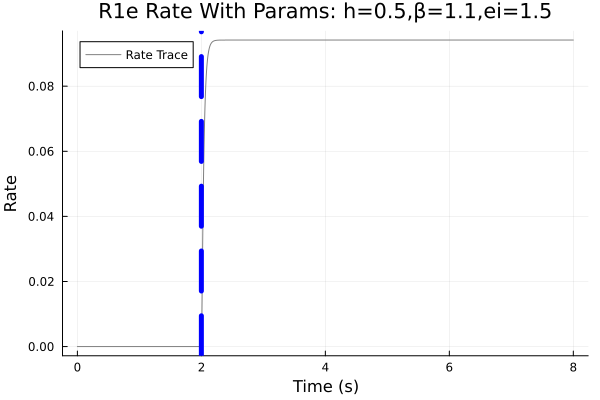 R1e Rate With Params: h=0.5,β=1.1,ei=1.5
Rate Trace
Rate
0.08
0.06
0.04
0.02
0.00
0 2 4 6 8
Time (s)